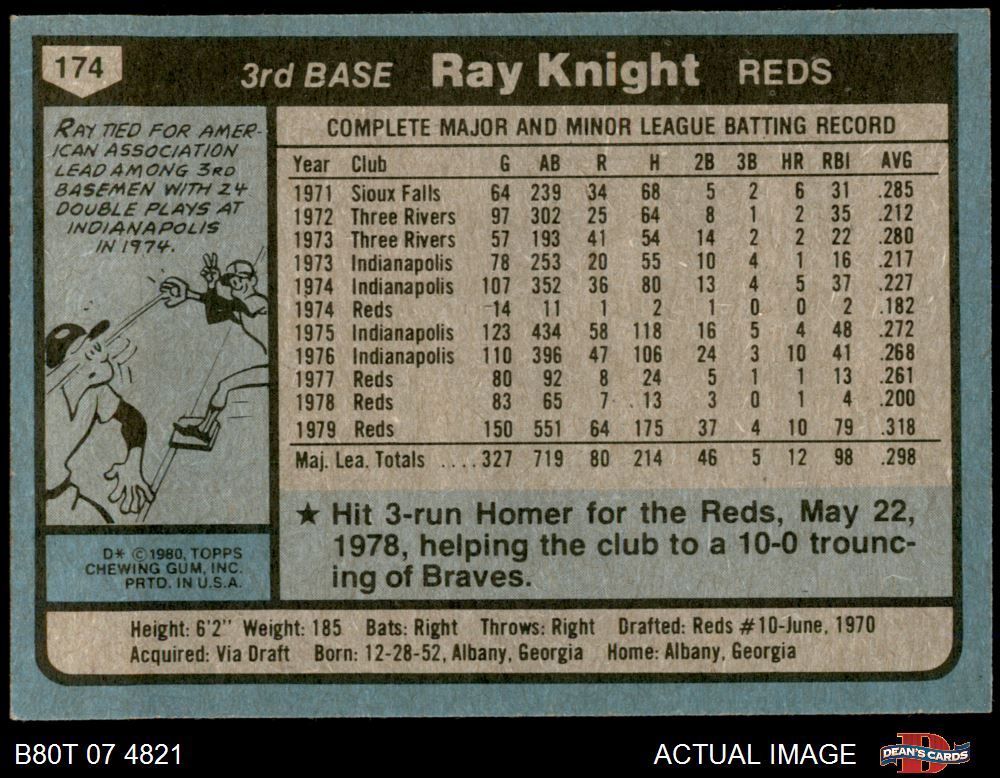 174
3rd BASE Ray Knight REDS
RAY TIED FOR AMER-
ICAN ASSOCIATION
LEAD AMONG 3RD
BASEMEN WITH 24
DOUBLE PLAYS AT
INDIANAPOLIS
IN 1974.
COMPLETE MAJOR AND MINOR LEAGUE BATTING RECORD
Year Club G AB R H 2B 3B HR RBI AVG
1971 Sioux Falls 64 239 34 68 5 2 6 31 .285
1972 Three Rivers 97 302 25 64 8 1 2 35 .212
1973 Three Rivers 57 193 41 54 14 2 2 22 .280
1973 Indianapolis 78 253 20 55 10 4 1 16 .217
1974 Indianapolis 107 352 36 80 13 4 5 37 .227
1974 Reds 14 11 1 2 1 0 0 2 .182
1975 Indianapolis 123 434 58 118 16 5 4 48 .272
1976 Indianapolis 110 396 47 106 24 3 10 41 .268
1977 Reds 80 92 8 24 5 1 1 13 .261
1978 Reds 83 65 7 13 3 0 1 4 .200
1979 Reds 150 551 64 175 37 4 10 79 .318
Maj. Lea. Totals ....327 719 80 214 46 5 12 98 .298
★ Hit 3-run Homer for the Reds, May 22,
1978, helping the club to a 10-0 trounc-
ing of Braves.
D* © 1980, TOPPS
CHEWING GUM, INC.
PRTD. IN U.S.A.
Height: 6'2" Weight: 185 Bats: Right Throws: Right Drafted: Reds #10-June, 1970
Acquired: Via Draft Born: 12-28-52, Albany, Georgia Home: Albany, Georgia
B80T 07 4821
ACTUAL IMAGE
D
DEAN'S CARDS